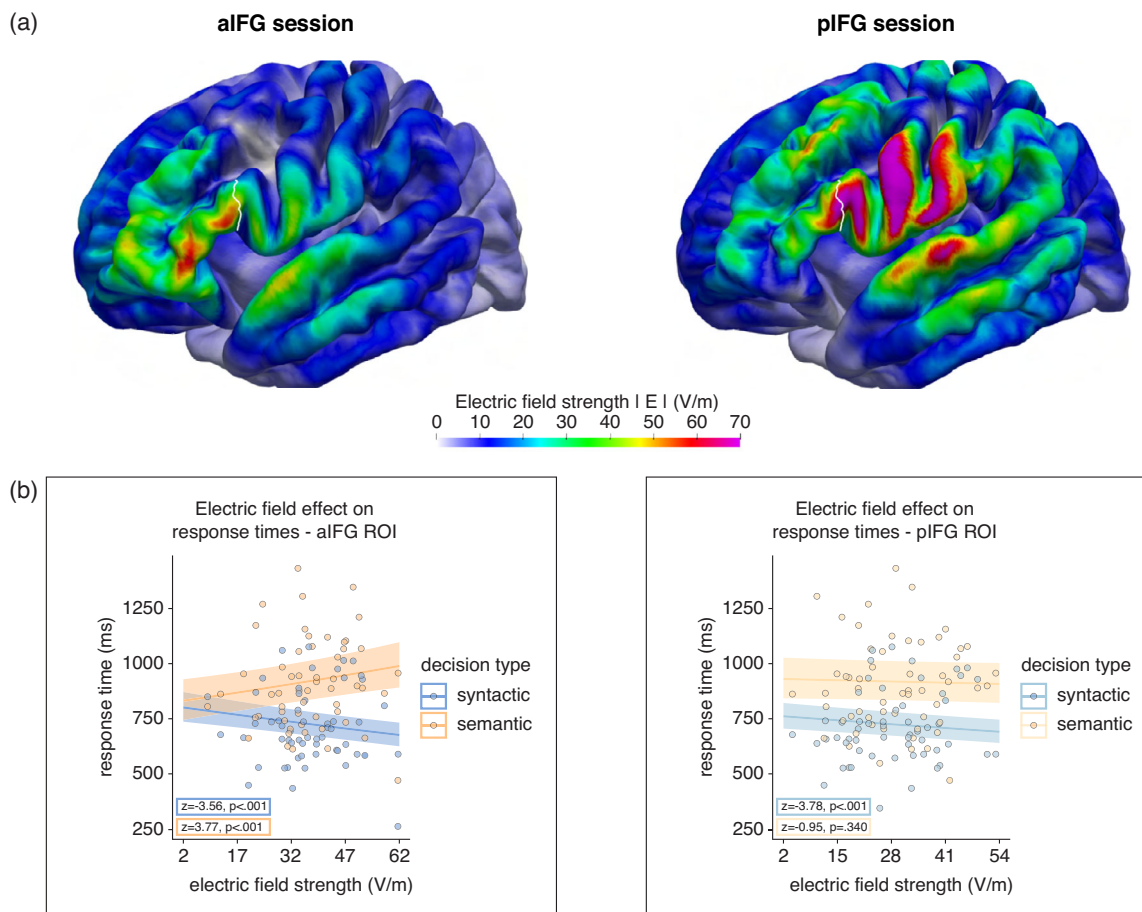 (a)
aIFG session
pIFG session
Electric field strength | E | (V/m)
0 10 20 30 40 50 60 70
(b)
Electric field effect on
response times - aIFG ROI
response time (ms)
1250
1000
750
500
250
z=-3.56, p<.001
z=3.77, p<.001
2 17 32 47 62
electric field strength (V/m)
decision type
syntactic
semantic
Electric field effect on
response times - pIFG ROI
response time (ms)
1250
1000
750
500
250
z=-3.78, p<.001
z=-0.95, p=.340
2 15 28 41 54
electric field strength (V/m)
decision type
syntactic
semantic